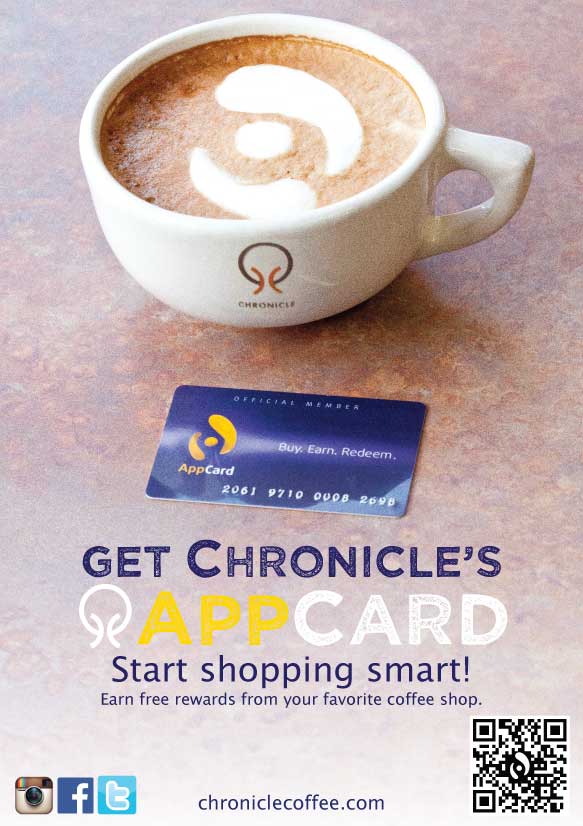 CHRONICLE
OFFICIAL MEMBER
Buy. Earn. Redeem.
AppCard
2061 9710 0008 2698
GET CHRONICLE'S
APPCARD
Start shopping smart!
Earn free rewards from your favorite coffee shop.
chroniclecoffee.com